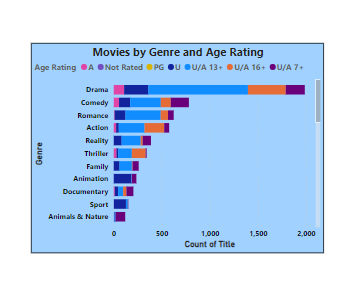 Movies by Genre and Age Rating
Age Rating A Not Rated PG U U/A 13+ U/A 16+ U/A 7+
Drama
Comedy
Romance
Action
Reality
Thriller
Family
Animation
Documentary
Sport
Animals & Nature
Genre
0 500 1,000 1,500 2,000
Count of Title